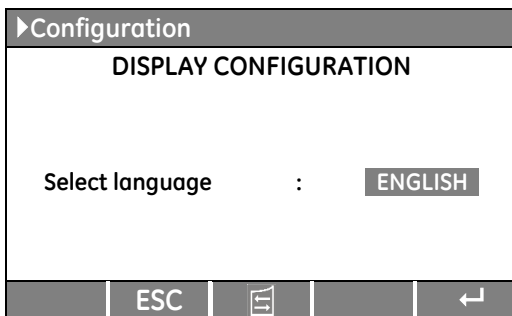 Configuration
DISPLAY CONFIGURATION
Select language : ENGLISH
ESC